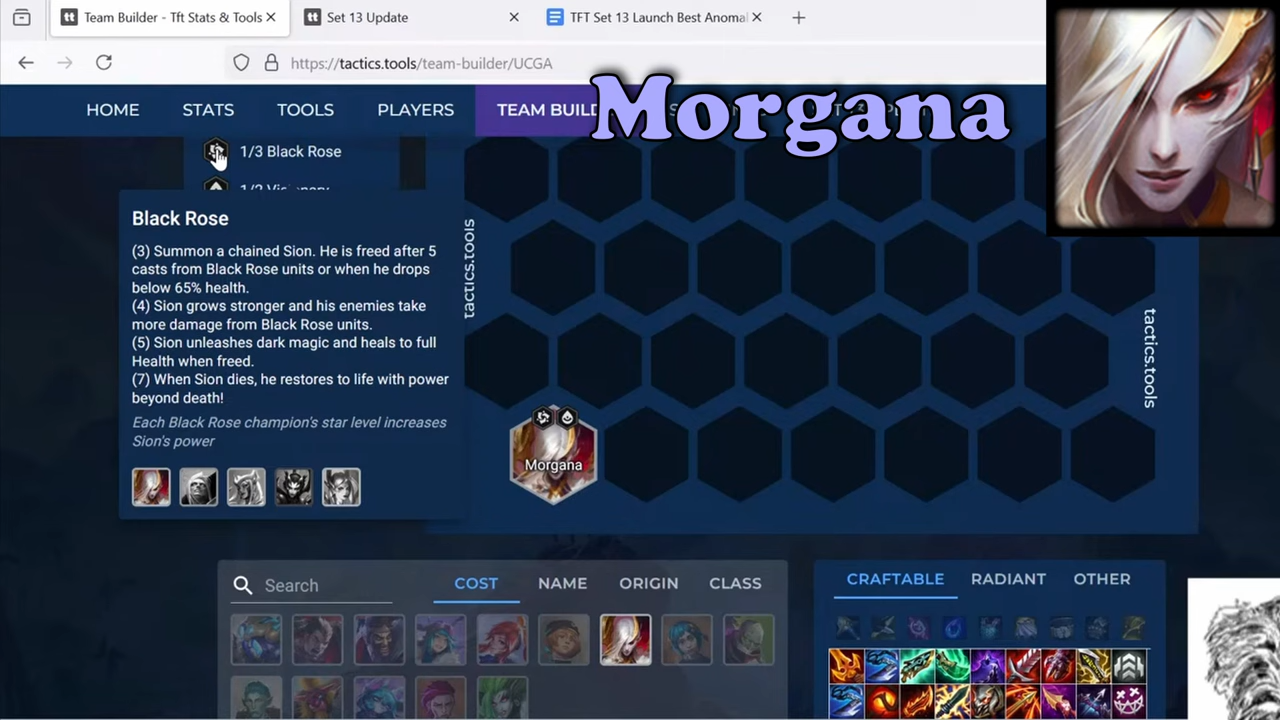 Team Builder - Tft Stats & Tools
Set 13 Update
TFT Set 13 Launch Best Anomal
https://tactics.tools/team-builder/UCGA
HOME
STATS
TOOLS
PLAYERS
TEAM BUILD
Morgana
1/3 Black Rose
Black Rose
(3) Summon a chained Sion. He is freed after 5
casts from Black Rose units or when he drops
below 65% health.
(4) Sion grows stronger and his enemies take
more damage from Black Rose units.
(5) Sion unleashes dark magic and heals to full
Health when freed.
(7) When Sion dies, he restores to life with power
beyond death!
Each Black Rose champion's star level increases
Sion's power
tactics.tools
tactics.tools
Morgana
Search
COST
NAME
ORIGIN
CLASS
CRAFTABLE
RADIANT
OTHER